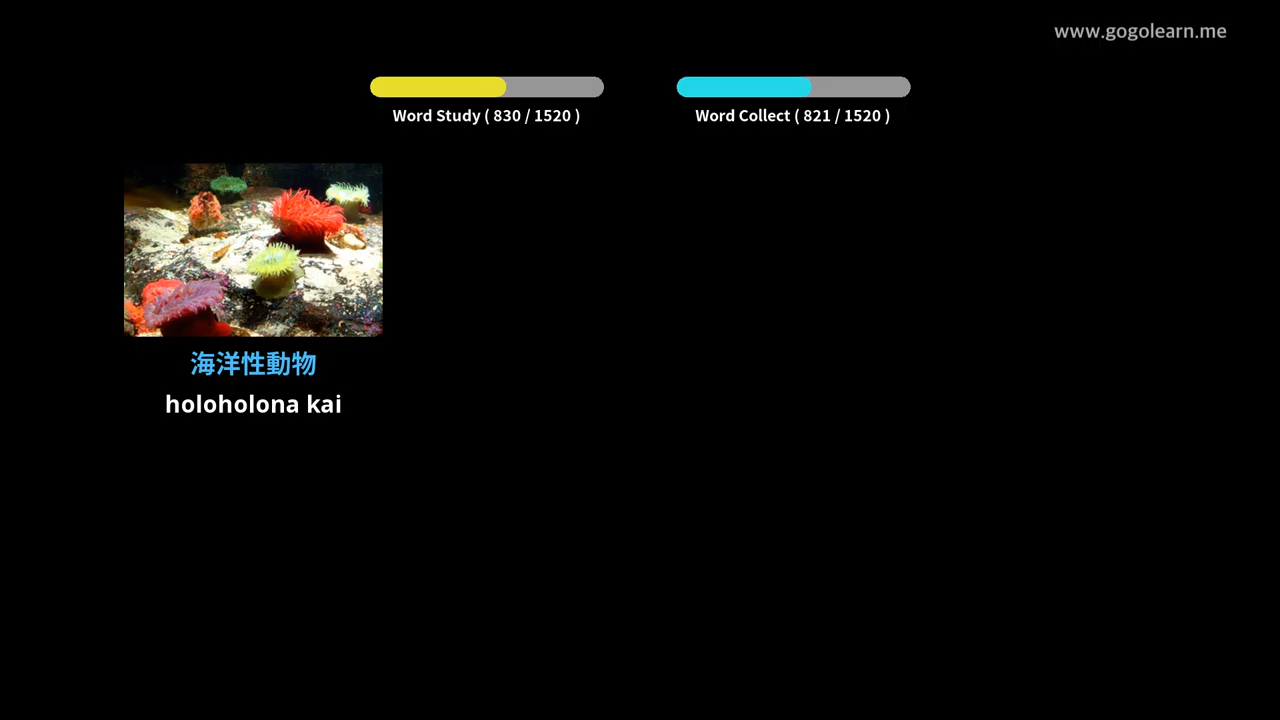 www.gogolearn.me
Word Study ( 830 / 1520 )
Word Collect ( 821 / 1520 )
海洋性動物
holoholona kai